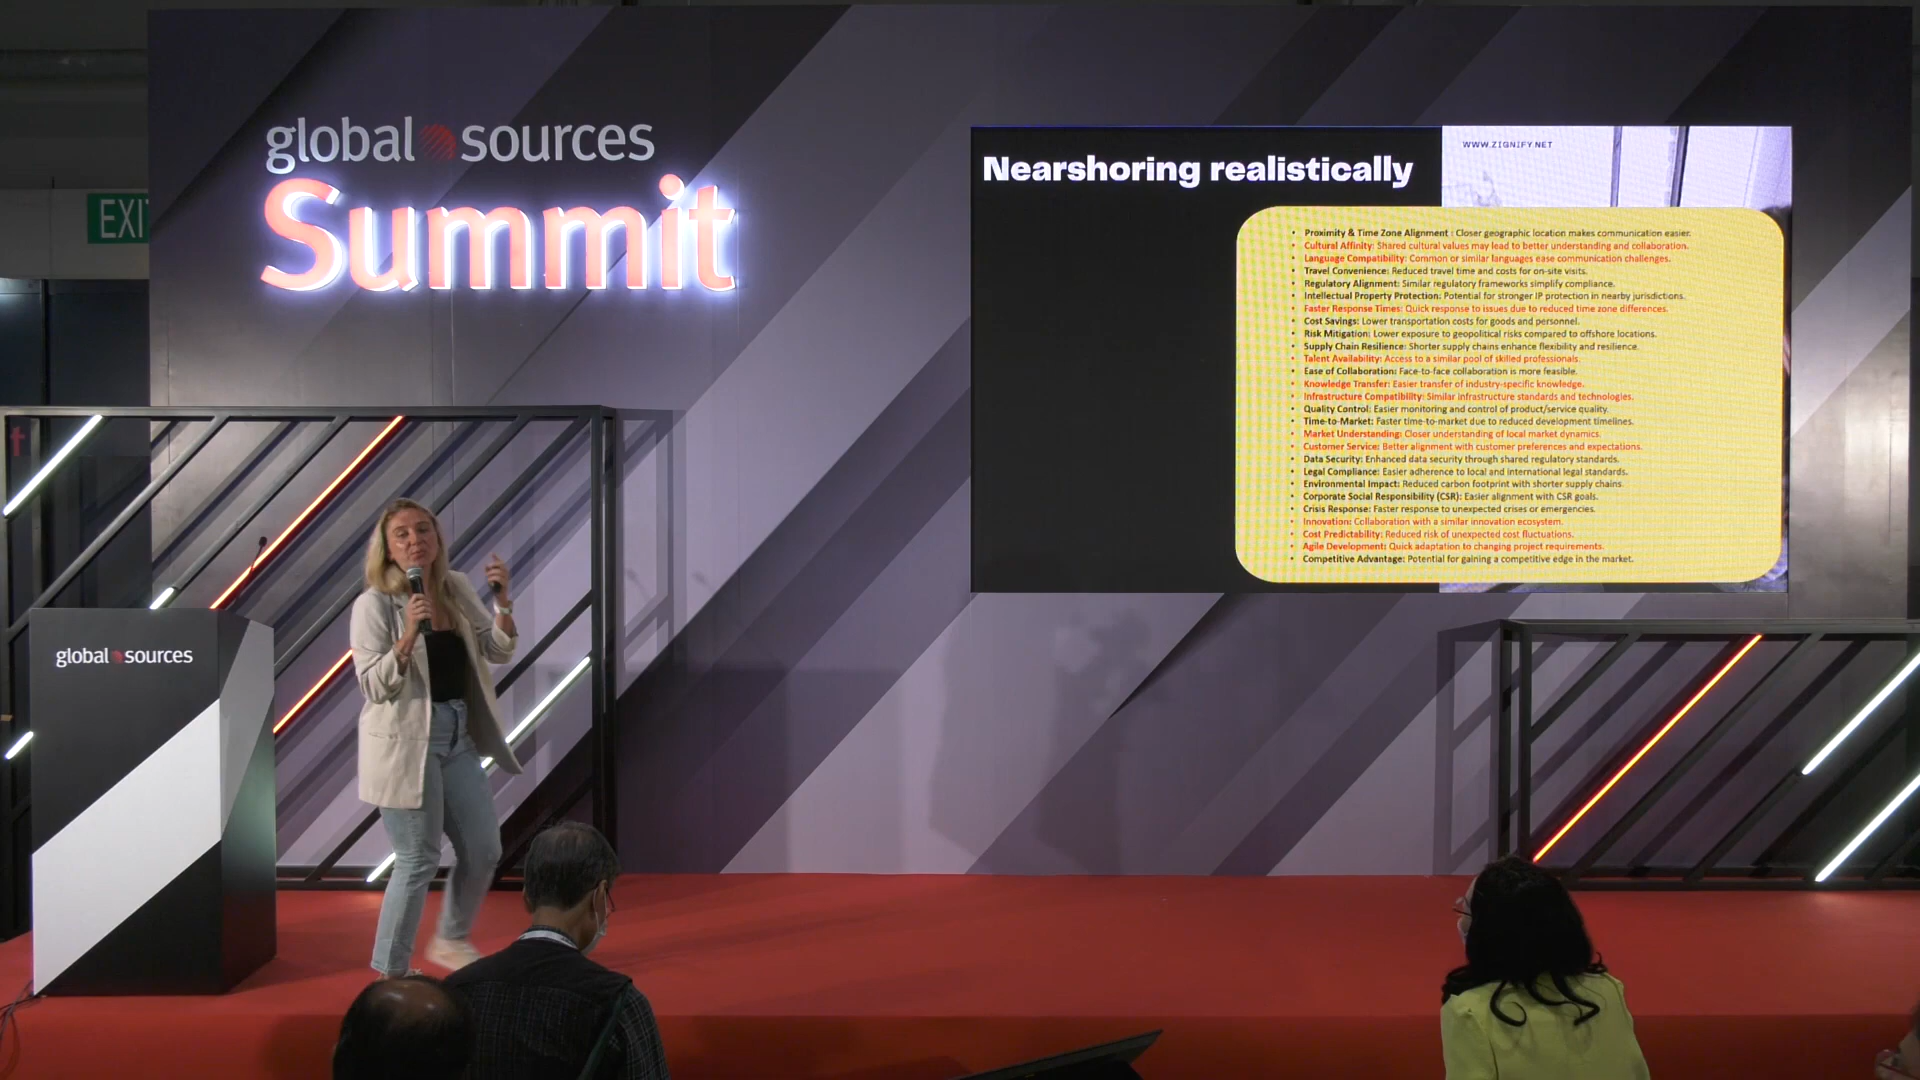 global sources
Summit
EXI
global sources
Nearshoring realistically
WWW.ZIGNIFY.NET
• Proximity & Time Zone Alignment : Closer geographic location makes communication easier.
• Cultural Affinity: Shared cultural values may lead to better understanding and collaboration.
• Language Compatibility: Common or similar languages ease communication challenges.
• Travel Convenience: Reduced travel time and costs for on-site visits.
• Regulatory Alignment: Similar regulatory frameworks simplify compliance.
• Intellectual Property Protection: Potential for stronger IP protection in nearby jurisdictions.
• Faster Response Times: Quick response to issues due to reduced time zone differences.
• Cost Savings: Lower transportation costs for goods and personnel.
• Risk Mitigation: Lower exposure to geopolitical risks compared to offshore locations.
• Supply Chain Resilience: Shorter supply chains enhance flexibility and resilience.
• Talent Availability: Access to a similar pool of skilled professionals.
• Ease of Collaboration: Face-to-face collaboration is more feasible.
• Knowledge Transfer: Easier transfer of industry-specific knowledge.
• Infrastructure Compatibility: Similar infrastructure standards and technologies.
• Quality Control: Easier monitoring and control of product/service quality.
• Time-to-Market: Faster time-to-market due to reduced development timelines.
• Market Understanding: Closer understanding of local market dynamics.
• Customer Service: Better alignment with customer preferences and expectations.
• Data Security: Enhanced data security through shared regulatory standards.
• Legal Compliance: Easier adherence to local and international legal standards.
• Environmental Impact: Reduced carbon footprint with shorter supply chains.
• Corporate Social Responsibility (CSR): Easier alignment with CSR goals.
• Crisis Response: Faster response to unexpected crises or emergencies.
• Innovation: Collaboration with a similar innovation ecosystem.
• Cost Predictability: Reduced risk of unexpected cost fluctuations.
• Agile Development: Quick adaptation to changing project requirements.
• Competitive Advantage: Potential for gaining a competitive edge in the market.